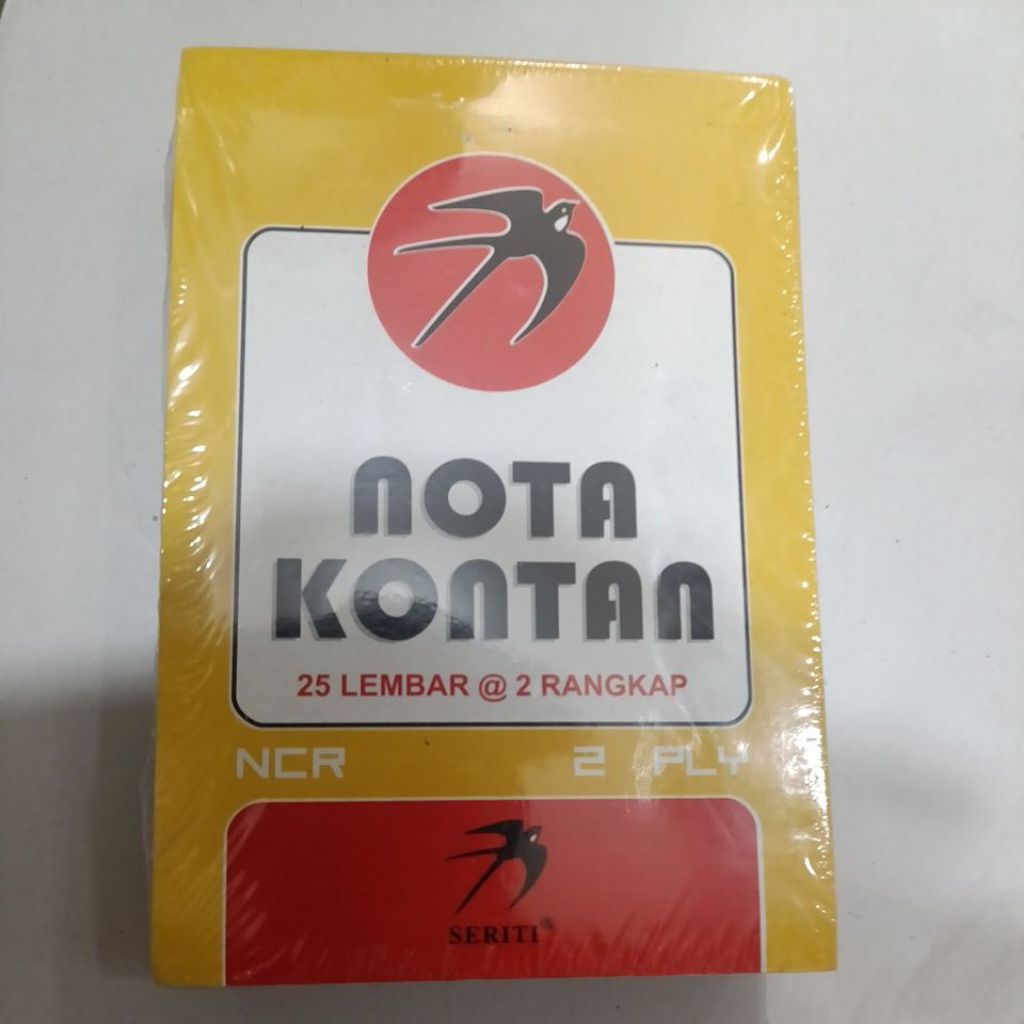 NOTA
KONTAN
25 LEMBAR @ 2 RANGKAP
NCR 2 PLY
SERITI®